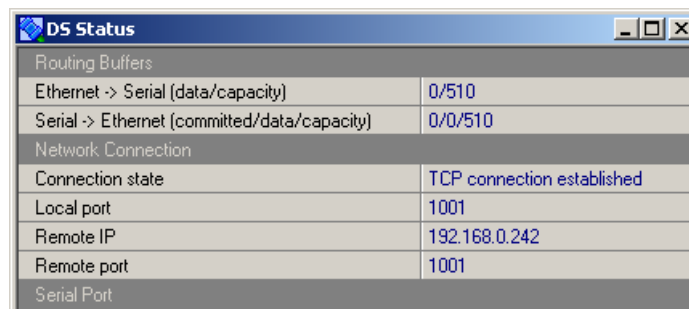 DS Status
Routing Buffers
Ethernet -> Serial (data/capacity) 0/510
Serial -> Ethernet (committed/data/capacity) 0/0/510
Network Connection
Connection state TCP connection established
Local port 1001
Remote IP 192.168.0.242
Remote port 1001
Serial Port